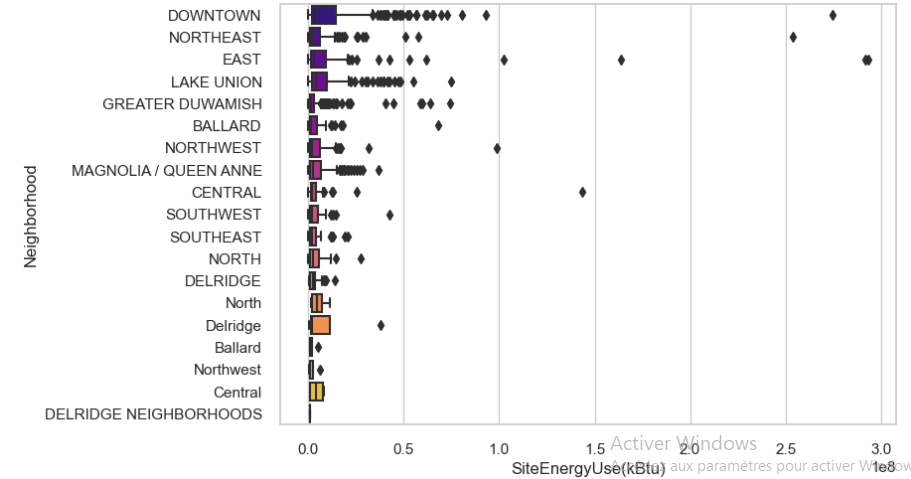 DOWNTOWN
NORTHEAST
EAST
LAKE UNION
GREATER DUWAMISH
BALLARD
NORTHWEST
MAGNOLIA / QUEEN ANNE
CENTRAL
SOUTHWEST
SOUTHEAST
NORTH
DELRIDGE
North
Delridge
Ballard
Northwest
Central
DELRIDGE NEIGHBORHOODS
Neighborhood
0.0 0.5 1.0 1.5 2.0 2.5 3.0
1e8
SiteEnergyUse(kBtu)
Activer Windows
aux paramètres pour activer